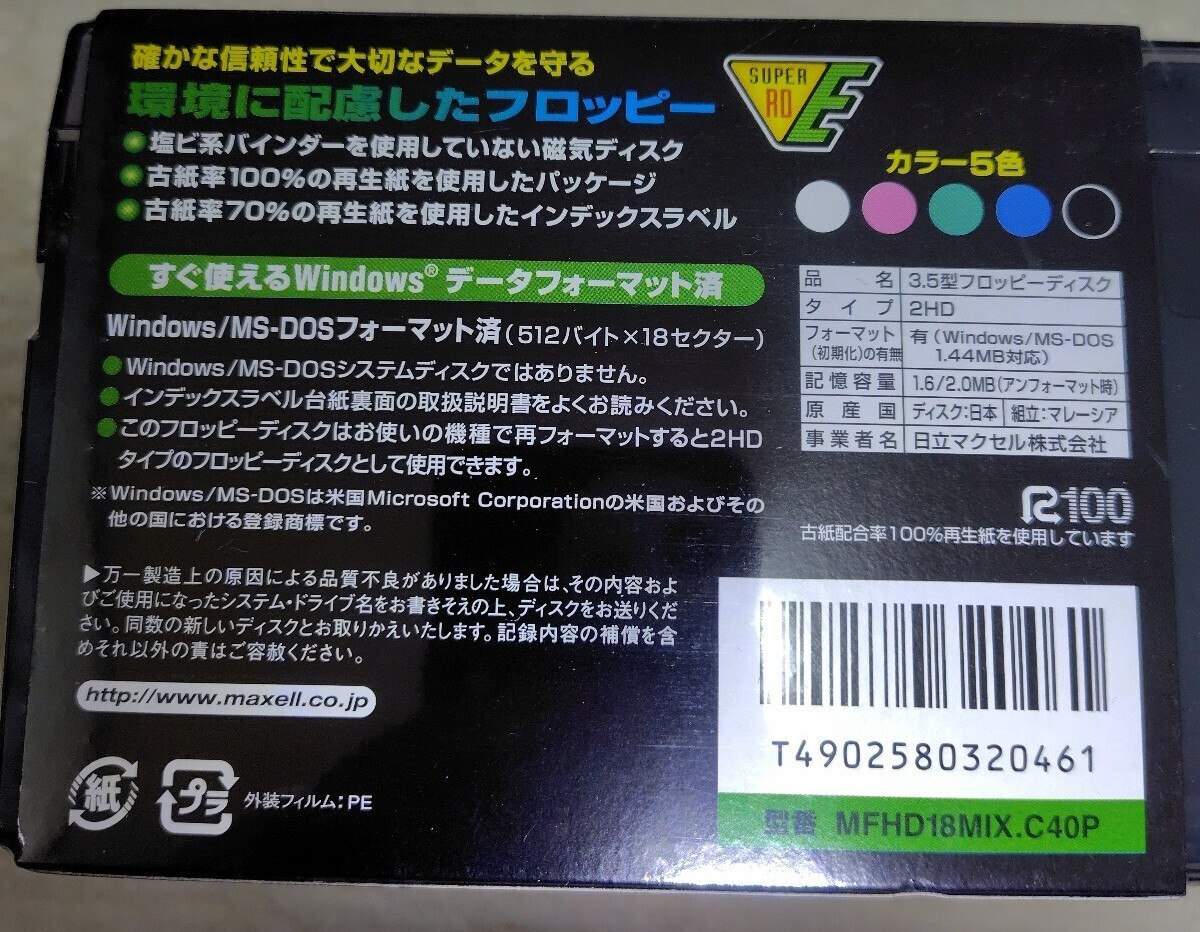 確かな信頼性で大切なデータを守る
環境に配慮したフロッピー
塩ビ系バインダーを使用していない磁気ディスク
古紙率100%の再生紙を使用したパッケージ
古紙率70%の再生紙を使用したインデックスラベル
SUPER
RD
E
カラー5色
すぐ使えるWindows® データフォーマット済
Windows/MS-DOSフォーマット済(512バイト×18セクター)
●Windows/MS-DOSシステムディスクではありません。
●インデックスラベル台紙裏面の取扱説明書をよくお読みください。
●このフロッピーディスクはお使いの機種で再フォーマットすると2HD
タイプのフロッピーディスクとして使用できます。
※Windows/MS-DOSは米国Microsoft Corporationの米国およびその
他の国における登録商標です。
品名 3.5型フロッピーディスク
タイプ 2HD
フォーマット(初期化)の有無 有(Windows/MS-DOS
1.44MB対応)
記憶容量 1.6/2.0MB(アンフォーマット時)
原産国 ディスク:日本 組立:マレーシア
事業者名 日立マクセル株式会社
R100
古紙配合率100%再生紙を使用しています
▶万一製造上の原因による品質不良がありました場合は、その内容およ
びご使用になったシステム・ドライブ名をお書きそえの上、ディスクをお送りくだ
さい。同数の新しいディスクとお取りかえいたします。記録内容の補償を含
めそれ以外の責はご容赦ください。
http://www.maxell.co.jp
紙
プラ
外装フィルム:PE
T4902580320461
型番 MFHD18MIX.C40P